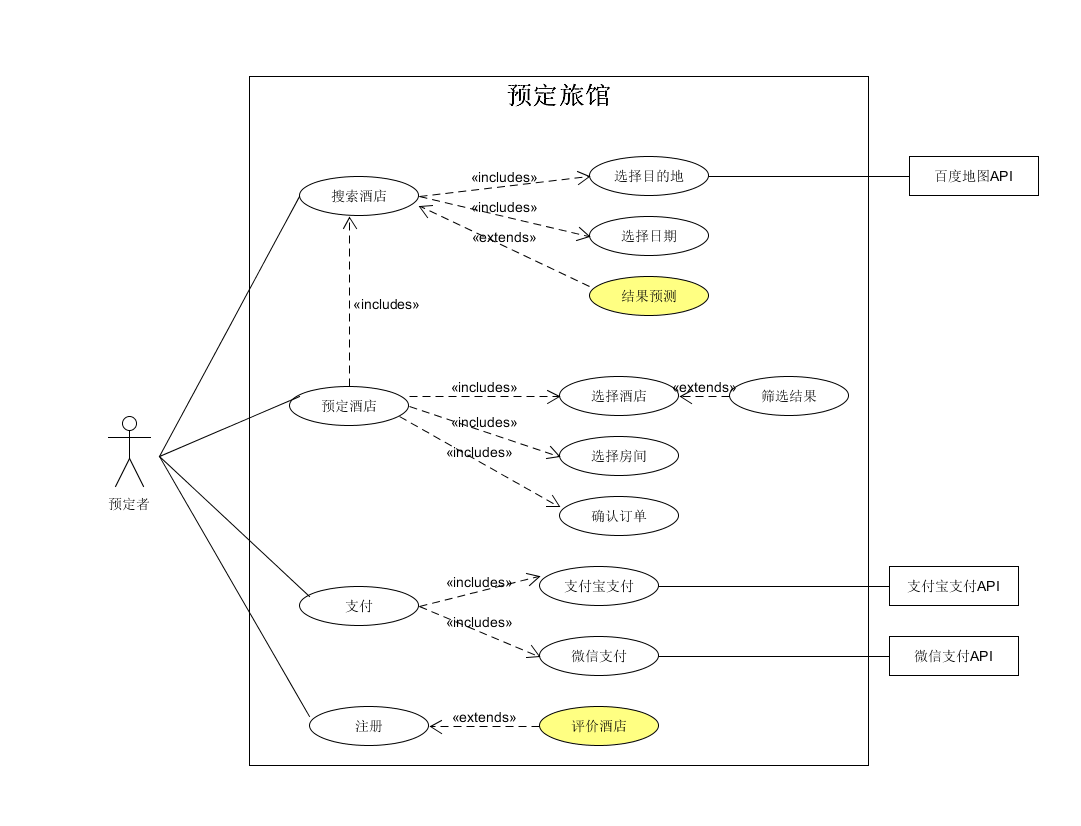 预定旅馆
«includes»
选择目的地
百度地图API
搜索酒店
«includes»
选择日期
«extends»
结果预测
«includes»
«includes»
选择酒店
«extends»
筛选结果
预定酒店
«includes»
选择房间
«includes»
确认订单
预定者
«includes»
支付宝支付
支付宝支付API
支付
«includes»
微信支付
微信支付API
注册
«extends»
评价酒店